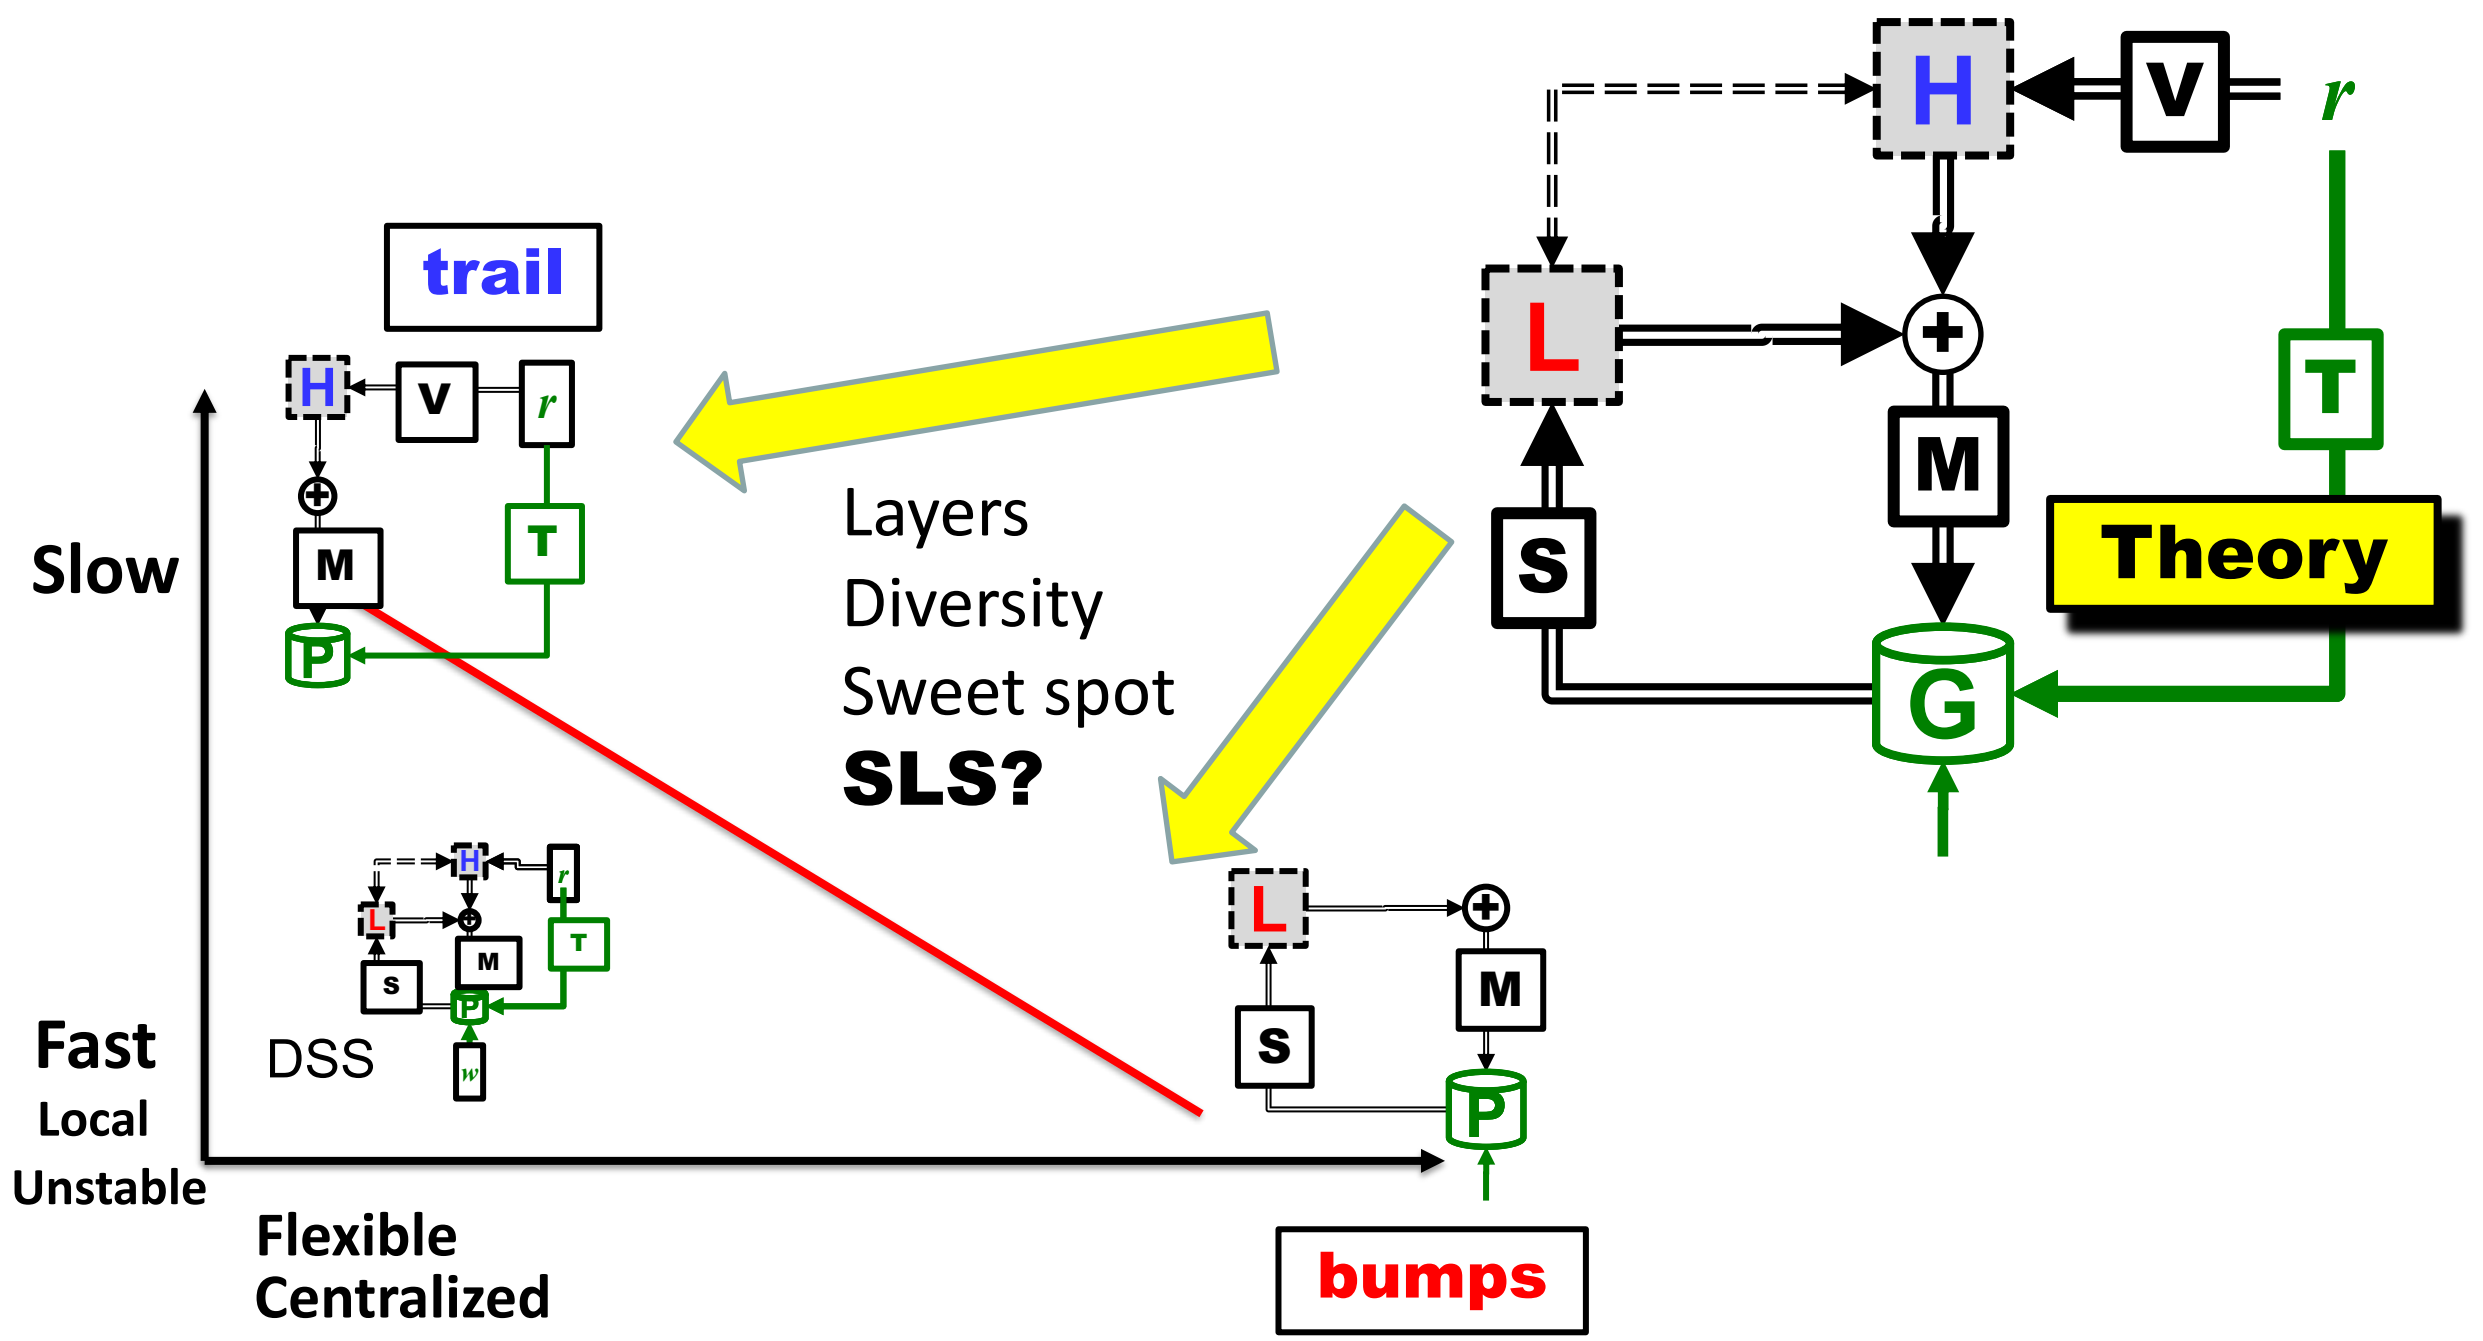 H
V
r
trail
L
+
T
H
V
r
Layers
M
+
S
Theory
T
Slow
M
Diversity
P
Sweet spot
G
SLS?
H
r
L
+
L
+
T
M
S
M
P
S
Fast
DSS
w
P
Local
Unstable
Flexible
Centralized
bumps